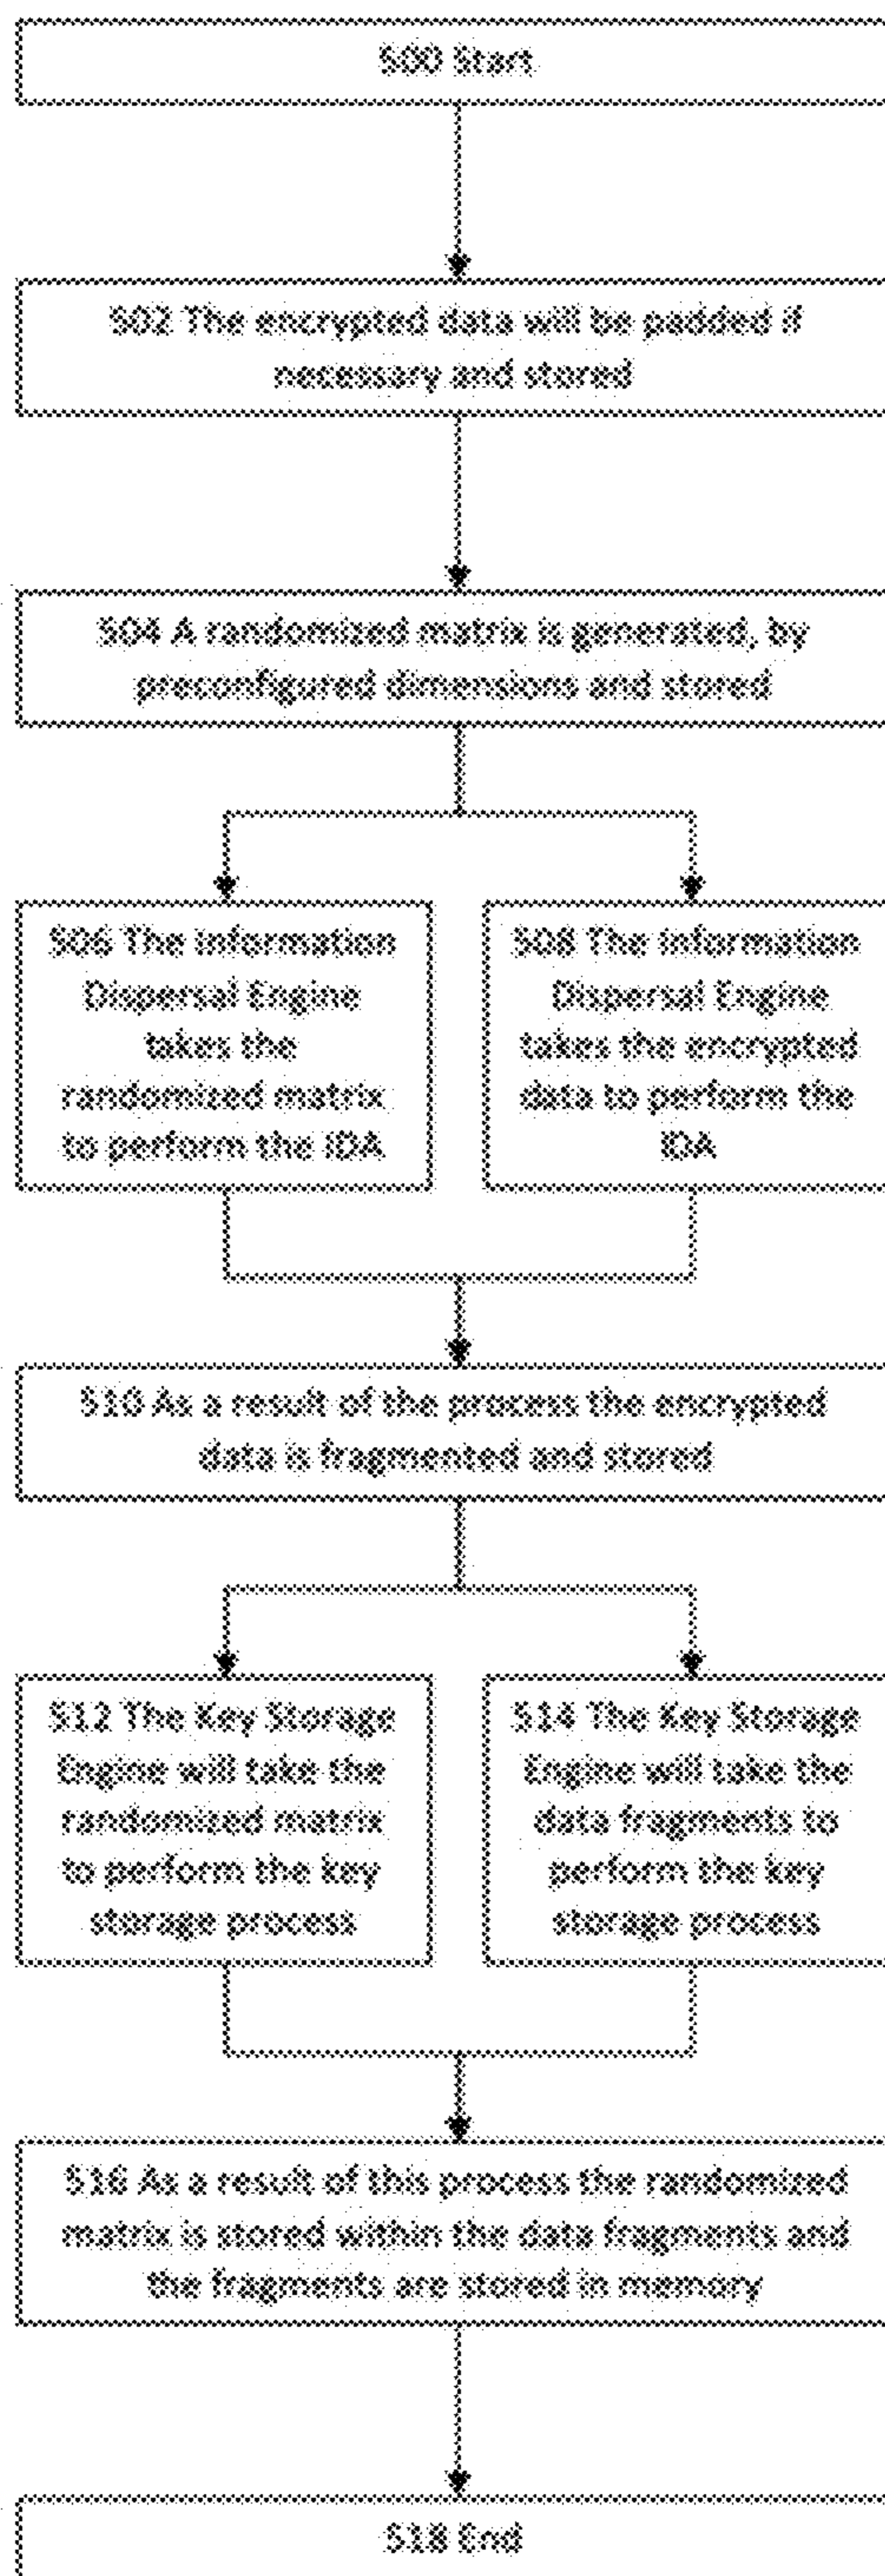 S00 Start
S02 The encrypted data will be padded if
necessary and stored
S04 A randomized matrix is generated, by
preconfigured dimensions and stored
S06 The Information
Dispersal Engine
takes the
randomized matrix
to perform the IDA
S08 The Information
Dispersal Engine
takes the encrypted
data to perform the
IDA
S10 As a result of the process the encrypted
data is fragmented and stored
S12 The Key Storage
Engine will take the
randomized matrix
to perform the key
storage process
S14 The Key Storage
Engine will take the
data fragments to
perform the key
storage process
S16 As a result of this process the randomized
matrix is stored within the data fragments and
the fragments are stored in memory
S18 End